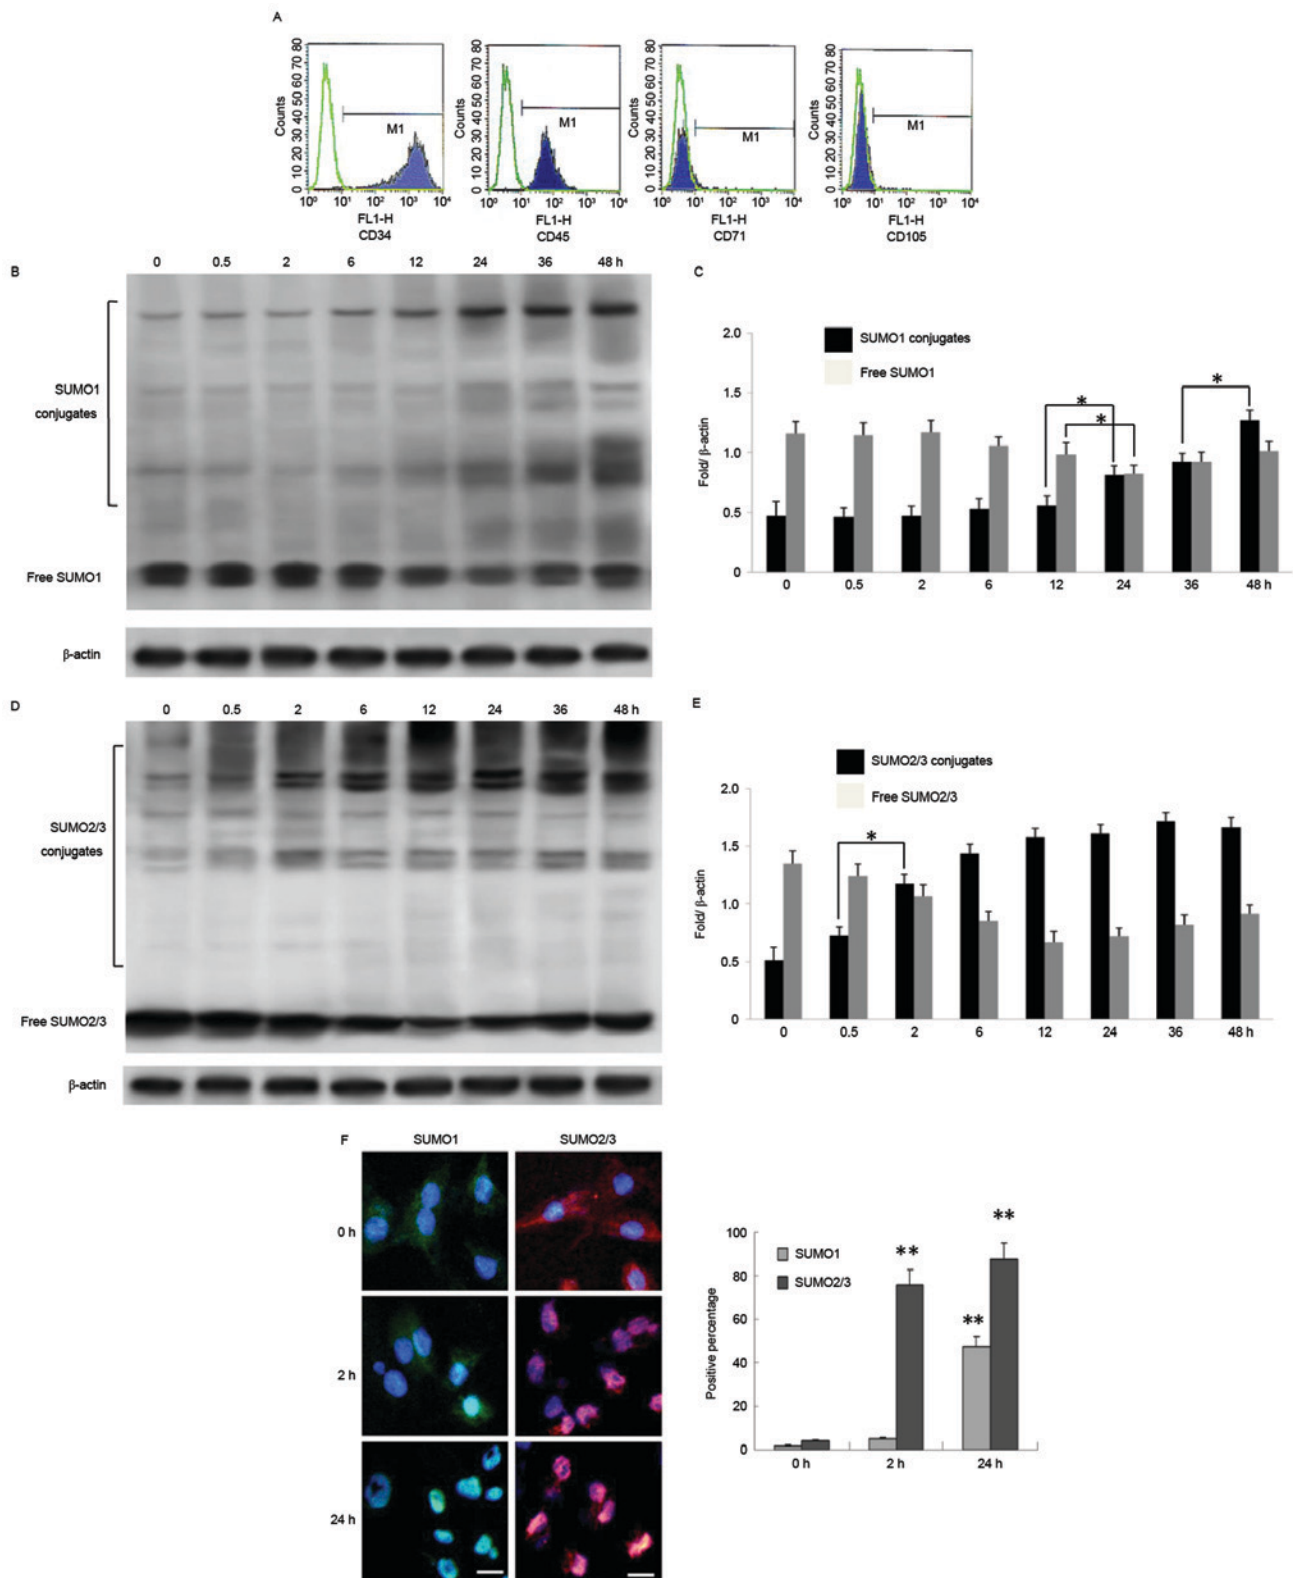 A
Counts
0 10 20 30 40 50 60 70 80
M1
10⁰ 10¹ 10² 10³ 10⁴
FL1-H
CD34
Counts
0 10 20 30 40 50 60 70 80
M1
10⁰ 10¹ 10² 10³ 10⁴
FL1-H
CD45
Counts
0 10 20 30 40 50 60 70 80
M1
10⁰ 10¹ 10² 10³ 10⁴
FL1-H
CD71
Counts
0 10 20 30 40 50 60 70 80
M1
10⁰ 10¹ 10² 10³ 10⁴
FL1-H
CD105
B
0 0.5 2 6 12 24 36 48 h
SUMO1
conjugates
Free SUMO1
β-actin
C
Fold/ β-actin
2.0
1.5
1.0
0.5
0
SUMO1 conjugates
Free SUMO1
* * *
0 0.5 2 6 12 24 36 48 h
D
0 0.5 2 6 12 24 36 48 h
SUMO2/3
conjugates
Free SUMO2/3
β-actin
E
SUMO2/3 conjugates
Free SUMO2/3
Fold/ β-actin
2.0
1.5
1.0
0.5
0
*
0 0.5 2 6 12 24 36 48 h
F
SUMO1 SUMO2/3
0 h
2 h
24 h
Positive percentage
100
80
60
40
20
0
SUMO1
SUMO2/3
** ** **
0 h 2 h 24 h